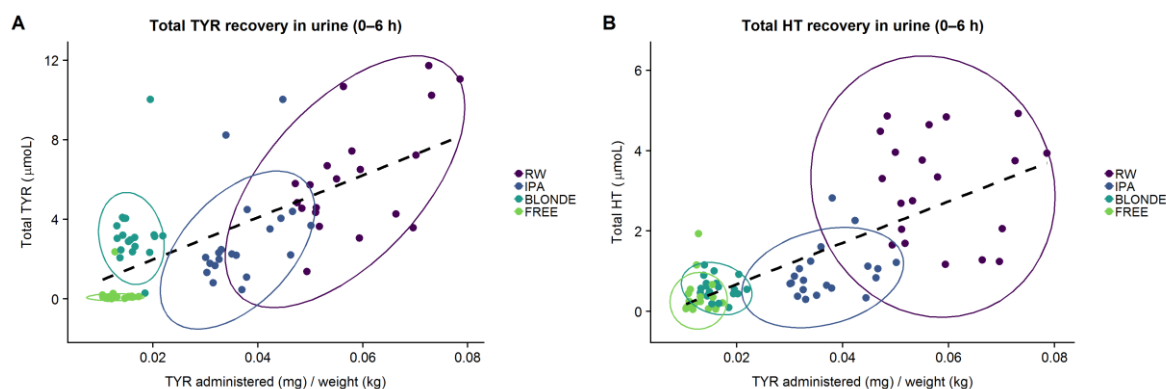 A
Total TYR recovery in urine (0–6 h)
12
8
4
0
Total TYR (μmoL)
0.02 0.04 0.06 0.08
TYR administered (mg) / weight (kg)
RW
IPA
BLONDE
FREE
B
Total HT recovery in urine (0–6 h)
6
4
2
0
Total HT (μmoL)
0.02 0.04 0.06 0.08
TYR administered (mg) / weight (kg)
RW
IPA
BLONDE
FREE